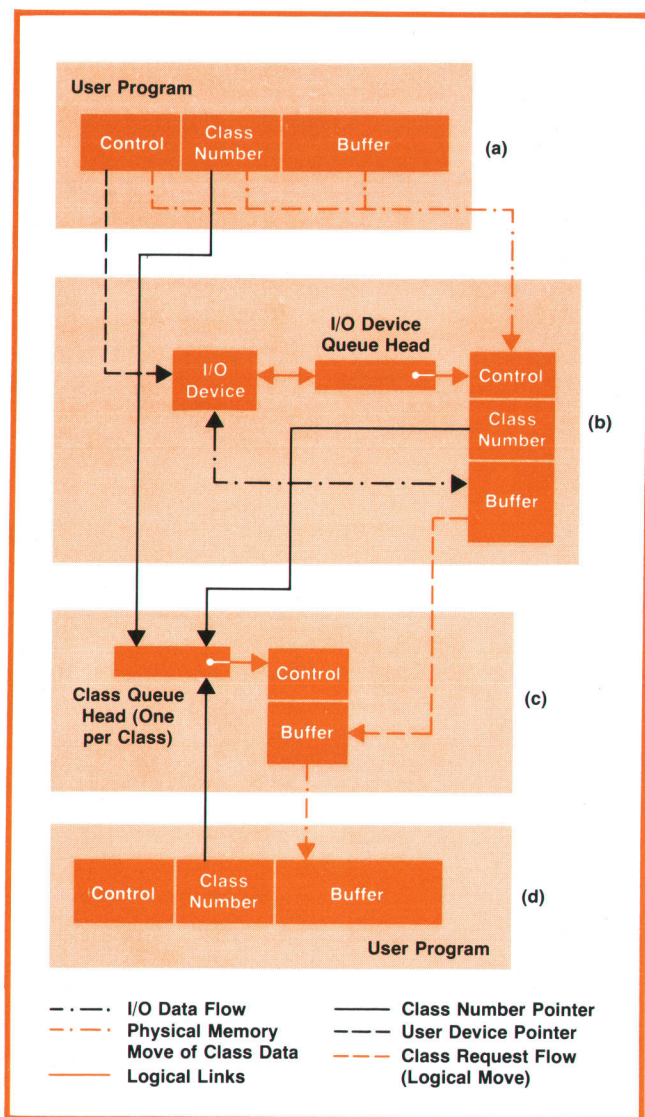 User Program
Control
Class
Number
Buffer
(a)
I/O Device
Queue Head
I/O
Device
Control
Class
Number
Buffer
(b)
Class Queue
Head (One
per Class)
Control
Buffer
(c)
Control
Class
Number
Buffer
(d)
User Program
I/O Data Flow
Physical Memory
Move of Class Data
Logical Links
Class Number Pointer
User Device Pointer
Class Request Flow
(Logical Move)